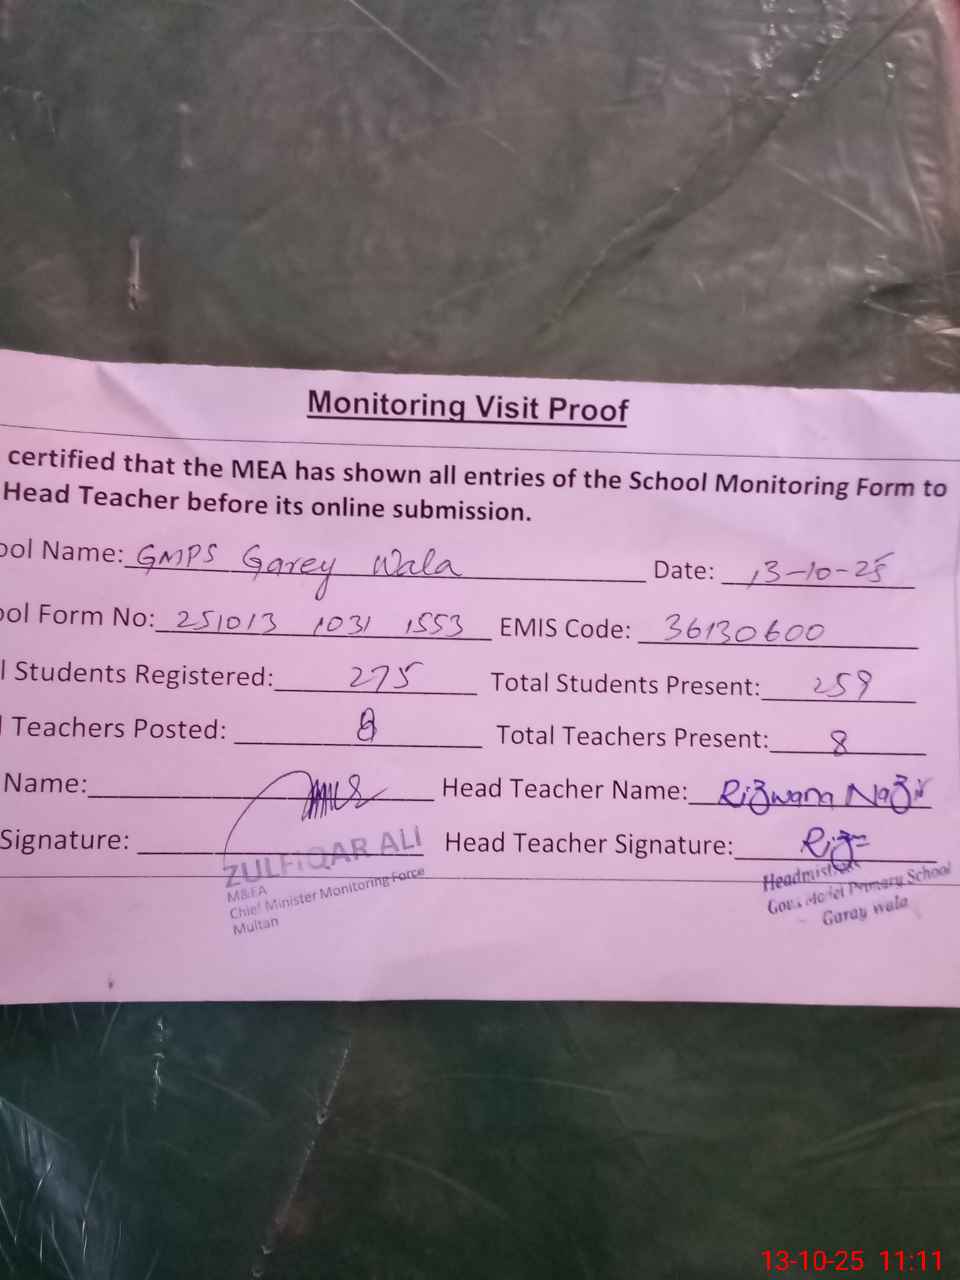 Monitoring Visit Proof
certified that the MEA has shown all entries of the School Monitoring Form to
Head Teacher before its online submission.
ool Name: GMPS Garey Wala Date: 13-10-25
ool Form No: 251013 1031 1553 EMIS Code: 36130600
l Students Registered: 275 Total Students Present: 259
l Teachers Posted: 8 Total Teachers Present: 8
Name: Head Teacher Name: Rizwana Nazir
Signature: Head Teacher Signature: Riz
ZULFIQAR ALI
M&EA
Chief Minister Monitoring Force
Multan
Headmistress
Govt. Model Primary School
Garay wala
13-10-25 11:11